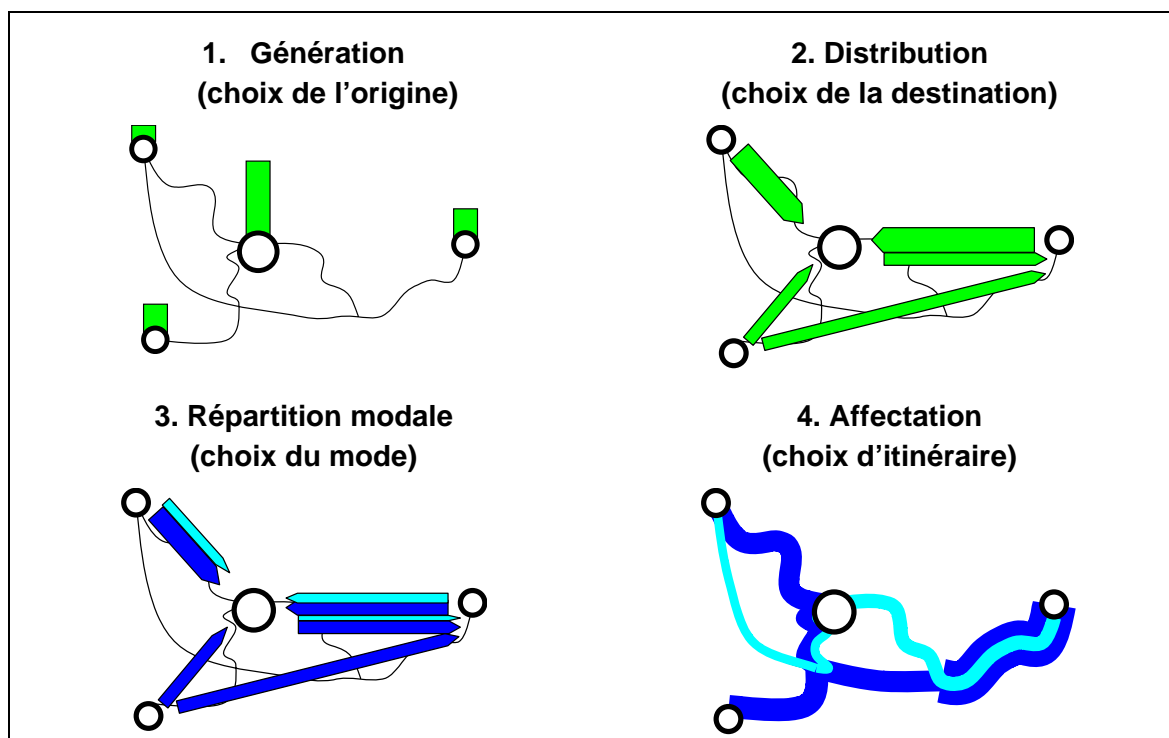 1. Génération
(choix de l’origine)
2. Distribution
(choix de la destination)
3. Répartition modale
(choix du mode)
4. Affectation
(choix d’itinéraire)